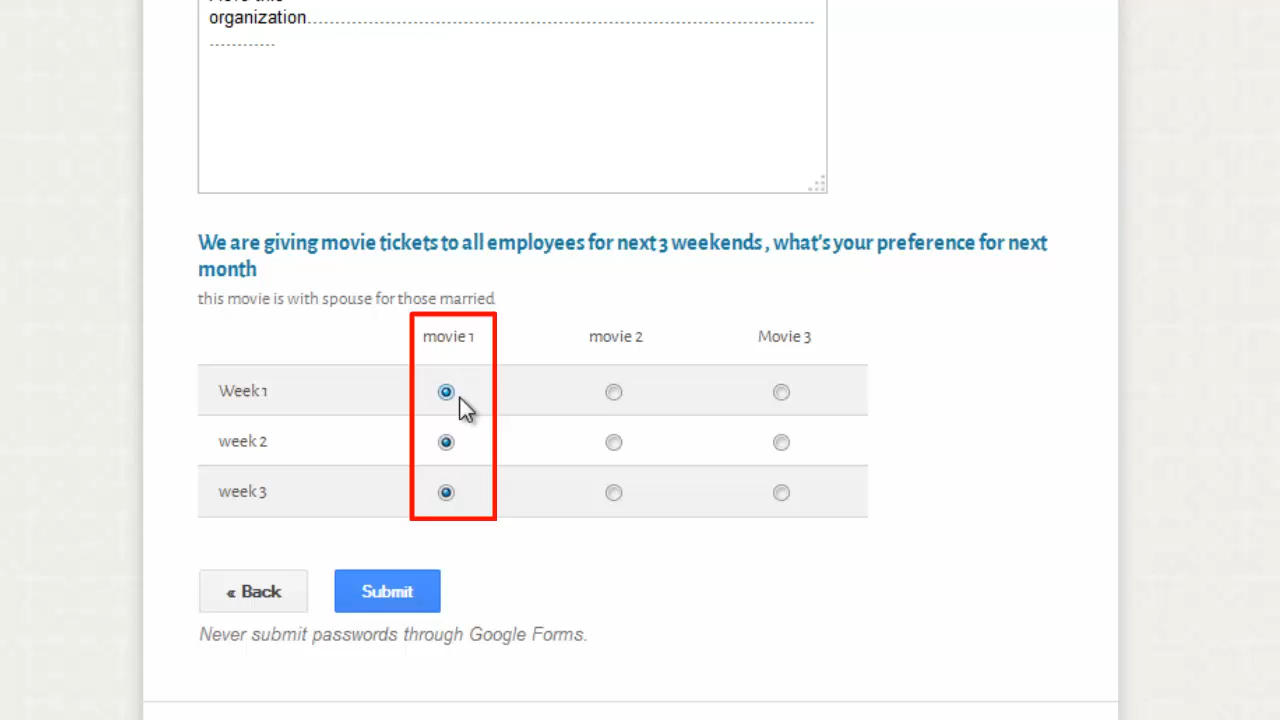 organization
We are giving movie tickets to all employees for next 3 weekends , what's your preference for next
month
this movie is with spouse for those married
movie 1 movie 2 Movie 3
Week 1
week 2
week 3
« Back Submit
Never submit passwords through Google Forms.